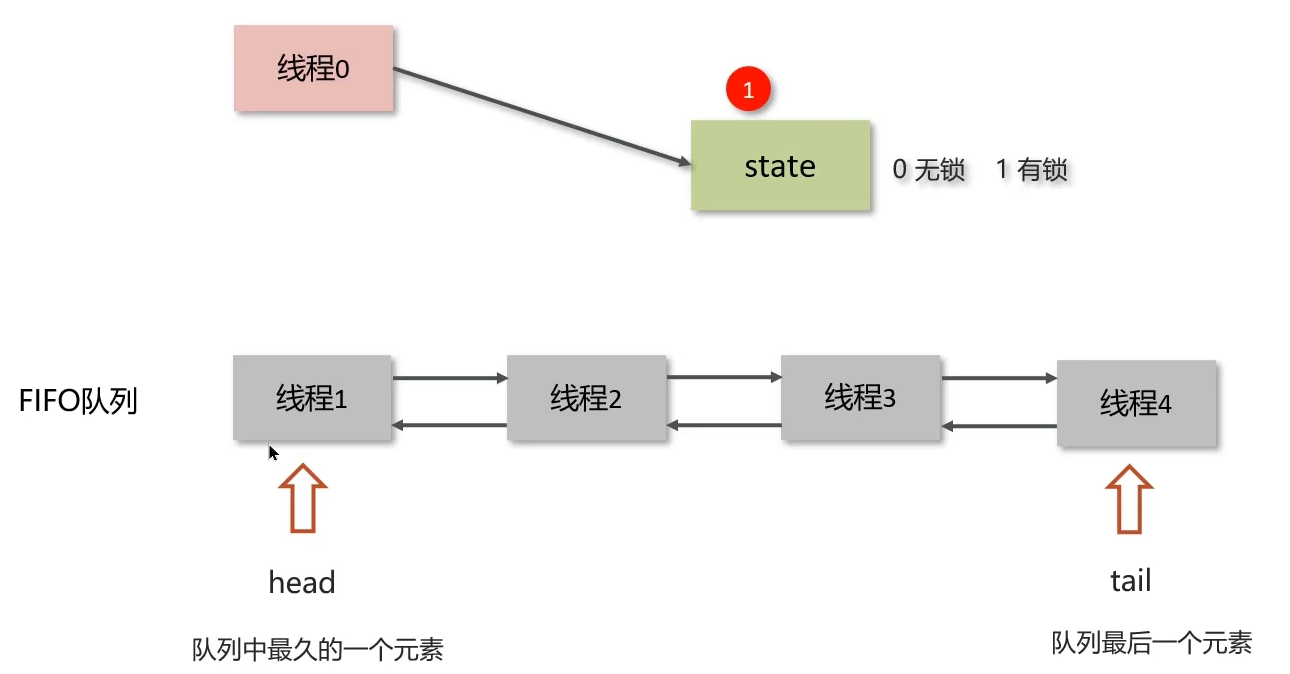 线程0
1
state
0 无锁 1 有锁
FIFO队列
线程1
线程2
线程3
线程4
head
tail
队列中最久的一个元素
队列最后一个元素